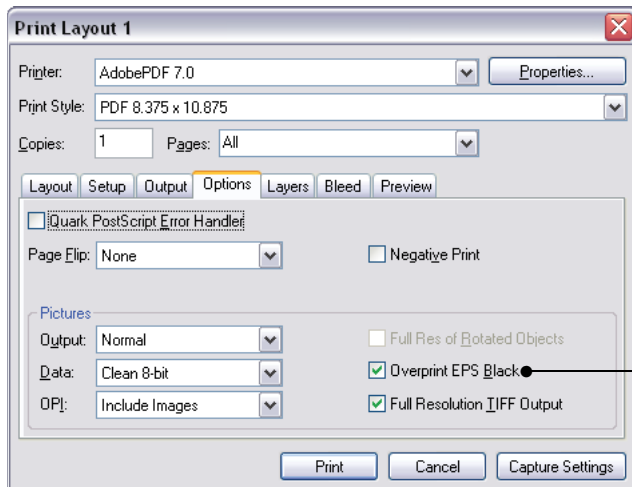 Print Layout 1
Printer: AdobePDF 7.0 Properties...
Print Style: PDF 8.375 x 10.875
Copies: 1 Pages: All
Layout Setup Output Options Layers Bleed Preview
Quark PostScript Error Handler
Page Flip: None Negative Print
Pictures
Output: Normal Full Res of Rotated Objects
Data: Clean 8-bit Overprint EPS Black
OPI: Include Images Full Resolution TIFF Output
Print Cancel Capture Settings